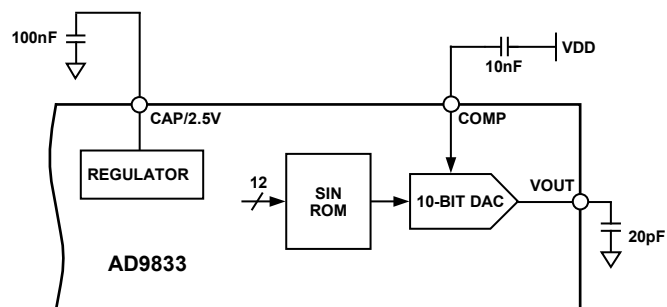 100nF
10nF
VDD
CAP/2.5V
COMP
REGULATOR
12
SIN
ROM
10-BIT DAC
VOUT
20pF
AD9833